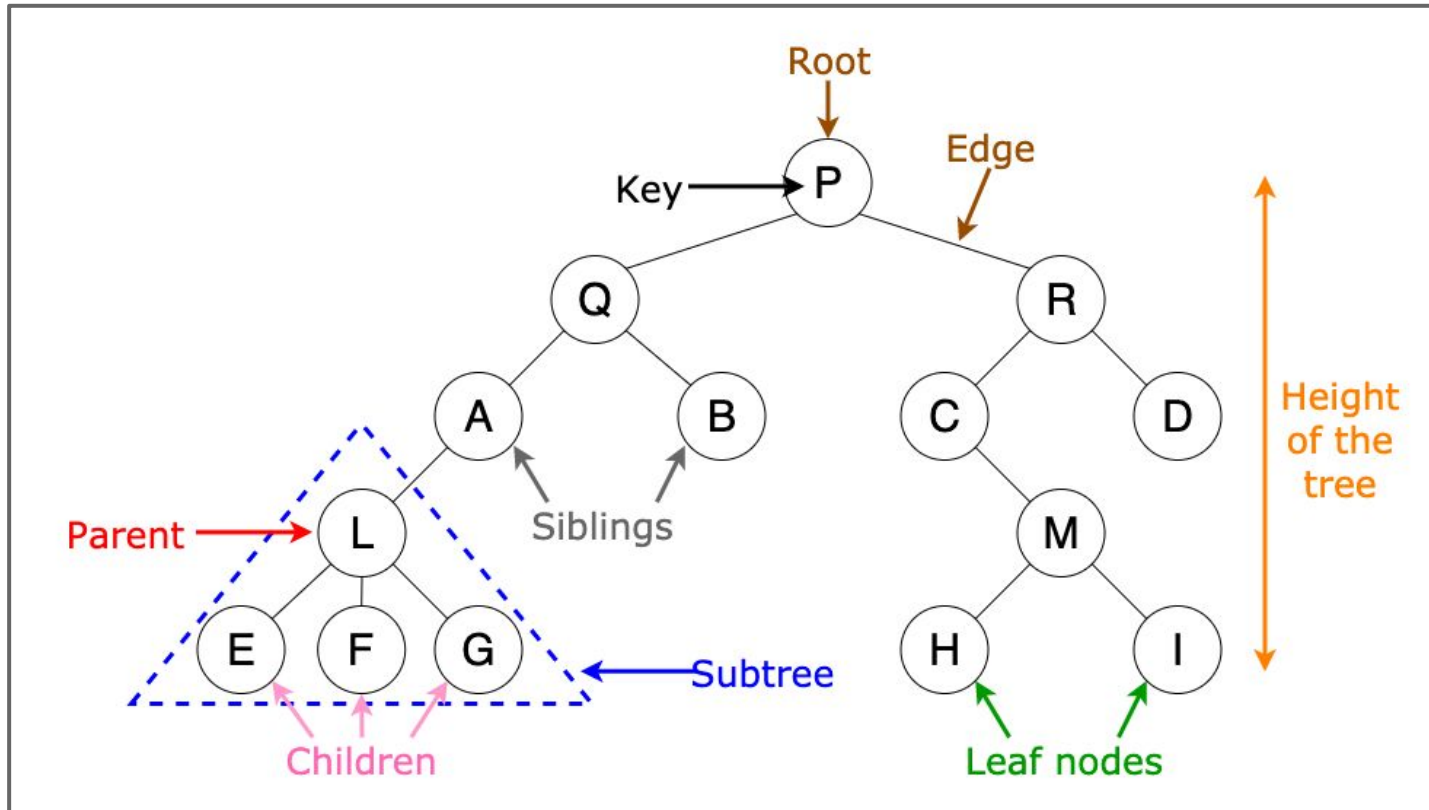 Root
Edge
Key
P
Q
R
A
B
C
D
Height
of the
tree
Siblings
Parent
L
M
E
F
G
H
I
Subtree
Children
Leaf nodes